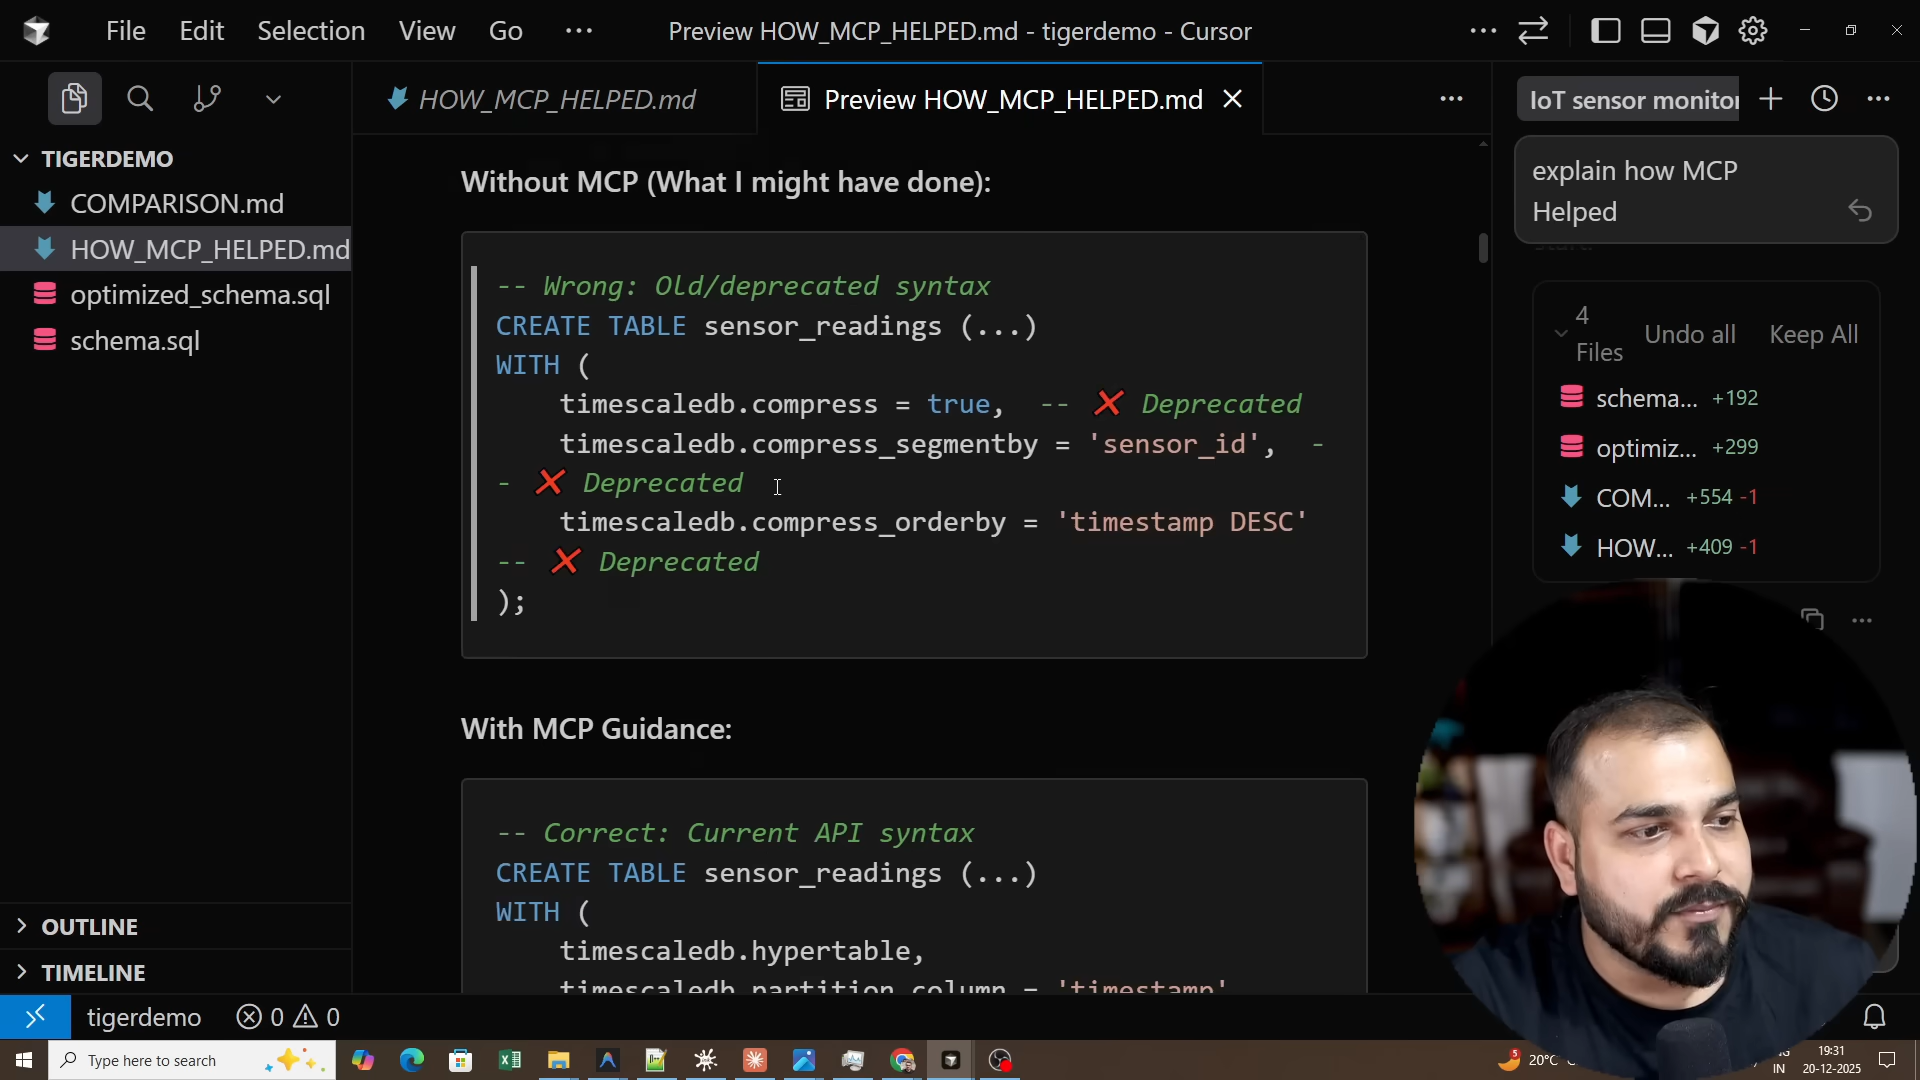 File Edit Selection View Go ··· Preview HOW_MCP_HELPED.md - tigerdemo - Cursor
TIGERDEMO
COMPARISON.md
HOW_MCP_HELPED.md
optimized_schema.sql
schema.sql
OUTLINE
TIMELINE
HOW_MCP_HELPED.md
Preview HOW_MCP_HELPED.md
Without MCP (What I might have done):
-- Wrong: Old/deprecated syntax
CREATE TABLE sensor_readings (...)
WITH (
timescaledb.compress = true, -- ❌ Deprecated
timescaledb.compress_segmentby = 'sensor_id', -
- ❌ Deprecated
timescaledb.compress_orderby = 'timestamp DESC'
-- ❌ Deprecated
);
With MCP Guidance:
-- Correct: Current API syntax
CREATE TABLE sensor_readings (...)
WITH (
timescaledb.hypertable,
timescaledb.partition_column = 'timestamp'
IoT sensor monitor
explain how MCP
Helped
start.
4
Files Undo all Keep All
schema... +192
optimiz... +299
COM... +554 -1
HOW... +409 -1
tigerdemo 0 0
Type here to search
5
20°C
19:31
IN 20-12-2025